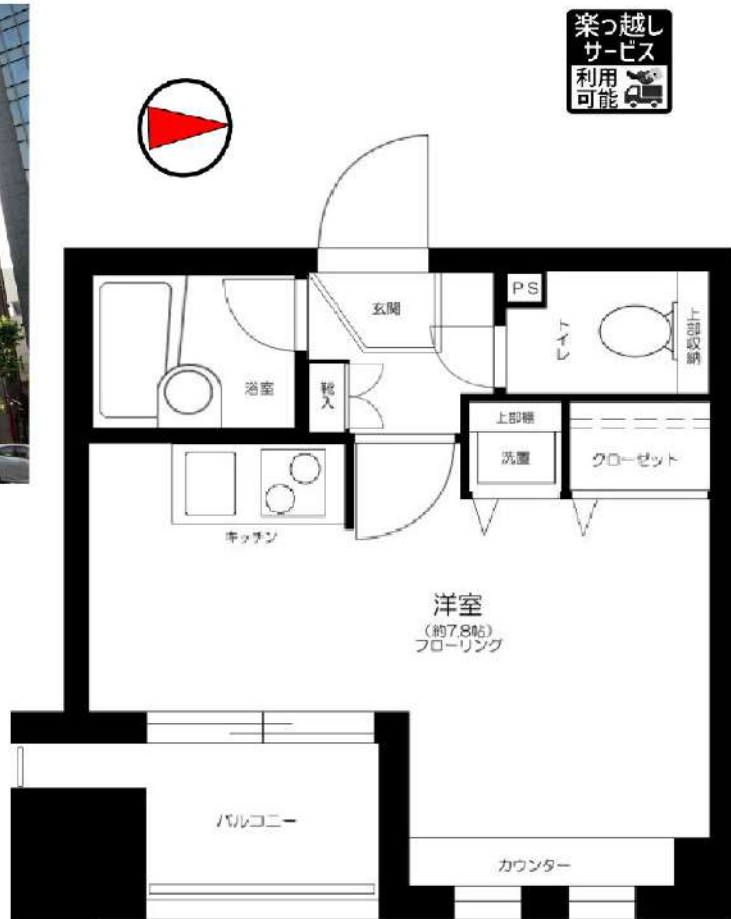 楽っ越し
サービス
利用
可能
PS
玄関
トイレ
上部収納
浴室
靴入
上部棚
洗置
クローゼット
キッチン
洋室
(約7.8帖)
フローリング
バルコニー
カウンター